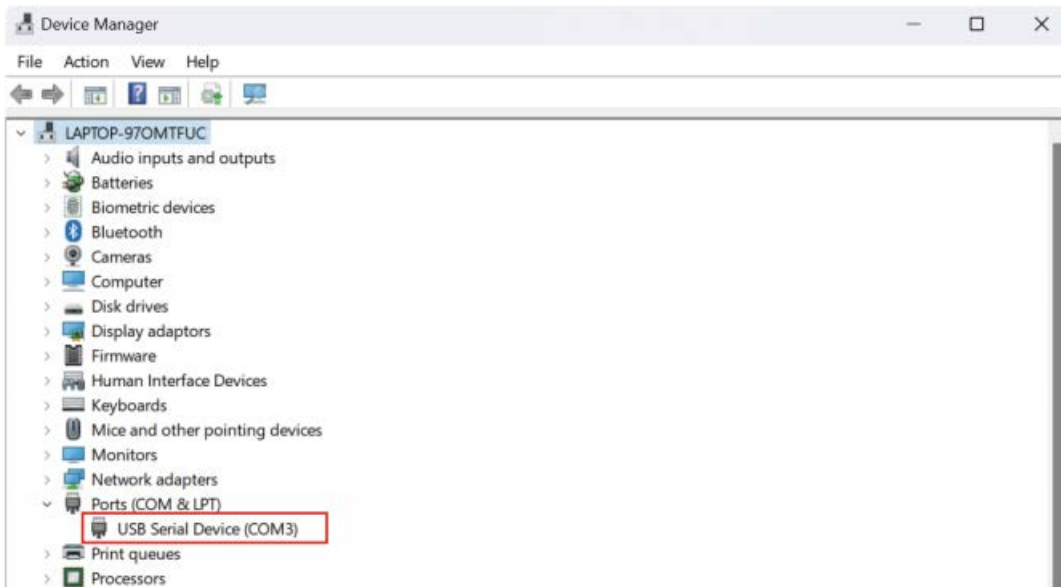 Device Manager
File Action View Help
LAPTOP-97OMTFUC
Audio inputs and outputs
Batteries
Biometric devices
Bluetooth
Cameras
Computer
Disk drives
Display adaptors
Firmware
Human Interface Devices
Keyboards
Mice and other pointing devices
Monitors
Network adapters
Ports (COM & LPT)
USB Serial Device (COM3)
Print queues
Processors